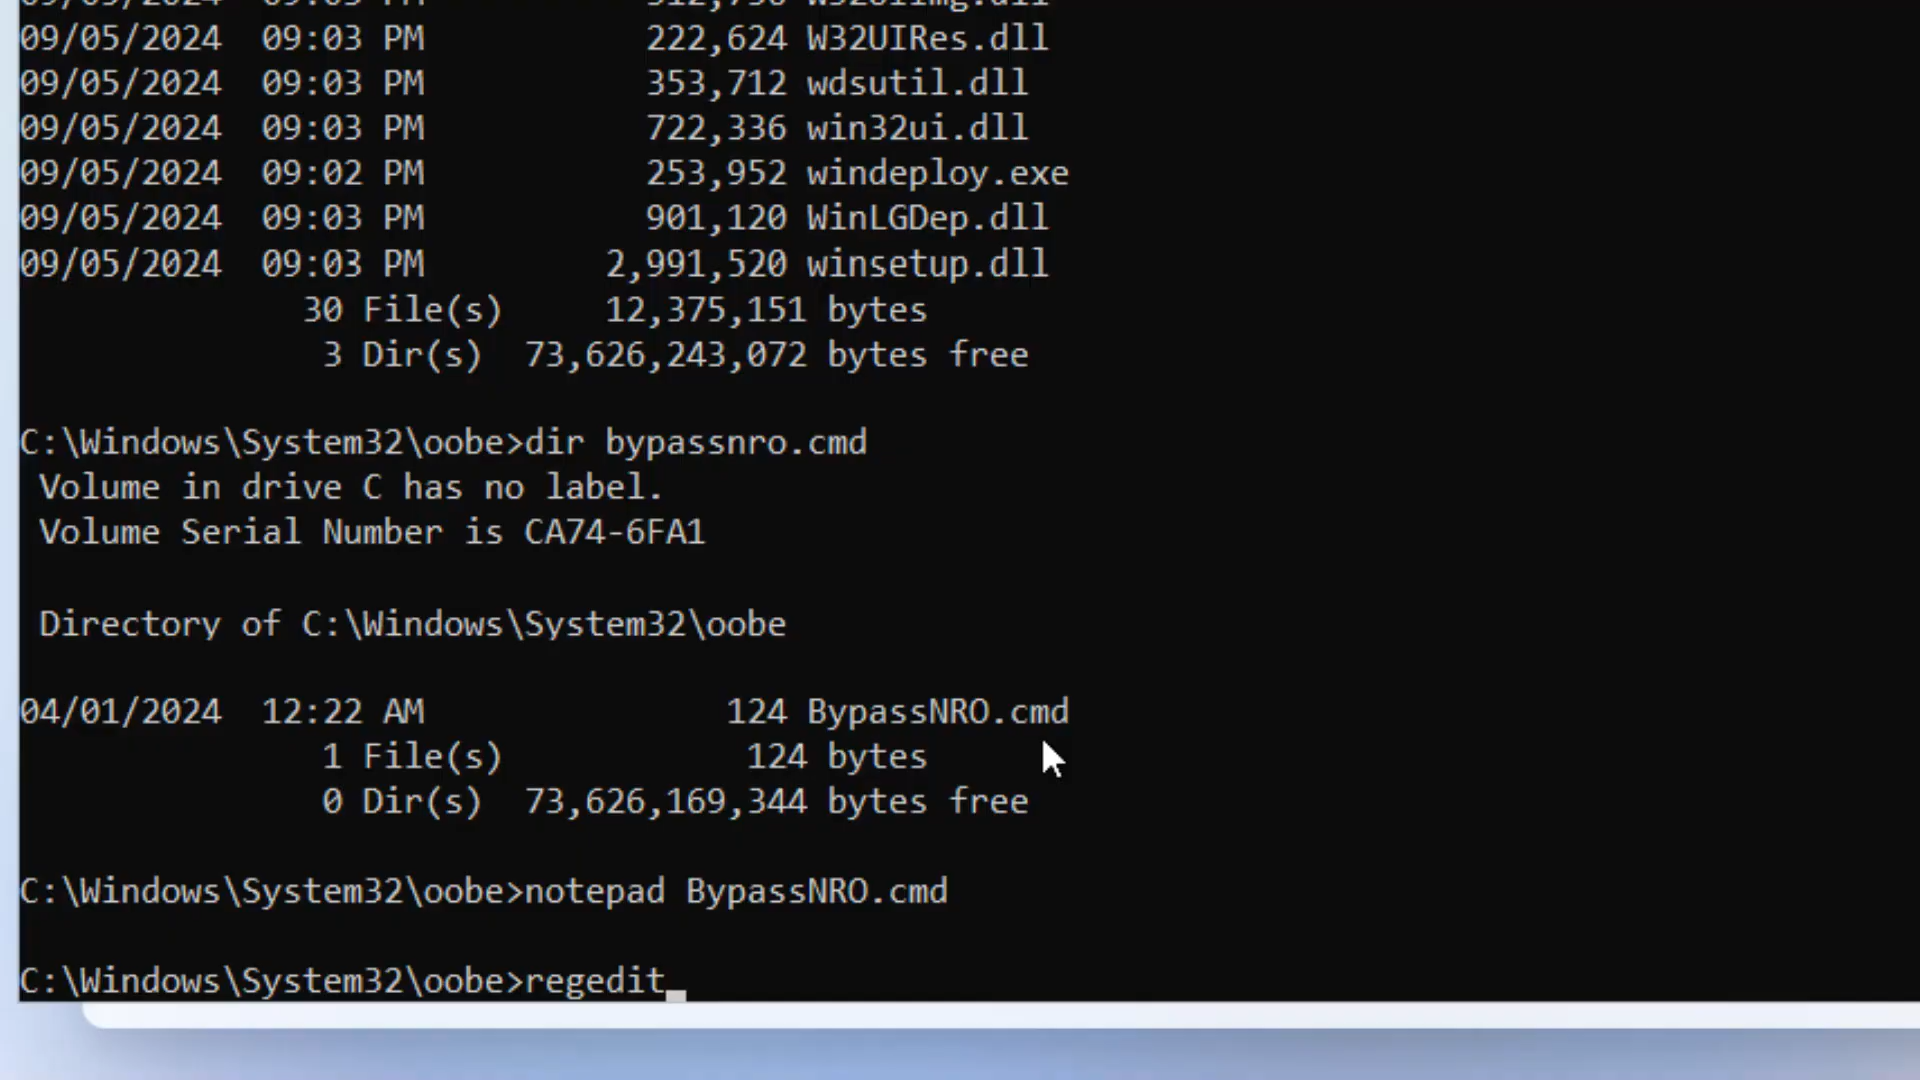 09/05/2024  09:03 PM           222,624 W32UIRes.dll
09/05/2024  09:03 PM           353,712 wdsutil.dll
09/05/2024  09:03 PM           722,336 win32ui.dll
09/05/2024  09:02 PM           253,952 windeploy.exe
09/05/2024  09:03 PM           901,120 WinLGDep.dll
09/05/2024  09:03 PM         2,991,520 winsetup.dll
              30 File(s)     12,375,151 bytes
               3 Dir(s)  73,626,243,072 bytes free
C:\Windows\System32\oobe>dir bypassnro.cmd
 Volume in drive C has no label.
 Volume Serial Number is CA74-6FA1
 Directory of C:\Windows\System32\oobe
04/01/2024  12:22 AM               124 BypassNRO.cmd
               1 File(s)            124 bytes
               0 Dir(s)  73,626,169,344 bytes free
C:\Windows\System32\oobe>notepad BypassNRO.cmd
C:\Windows\System32\oobe>regedit_